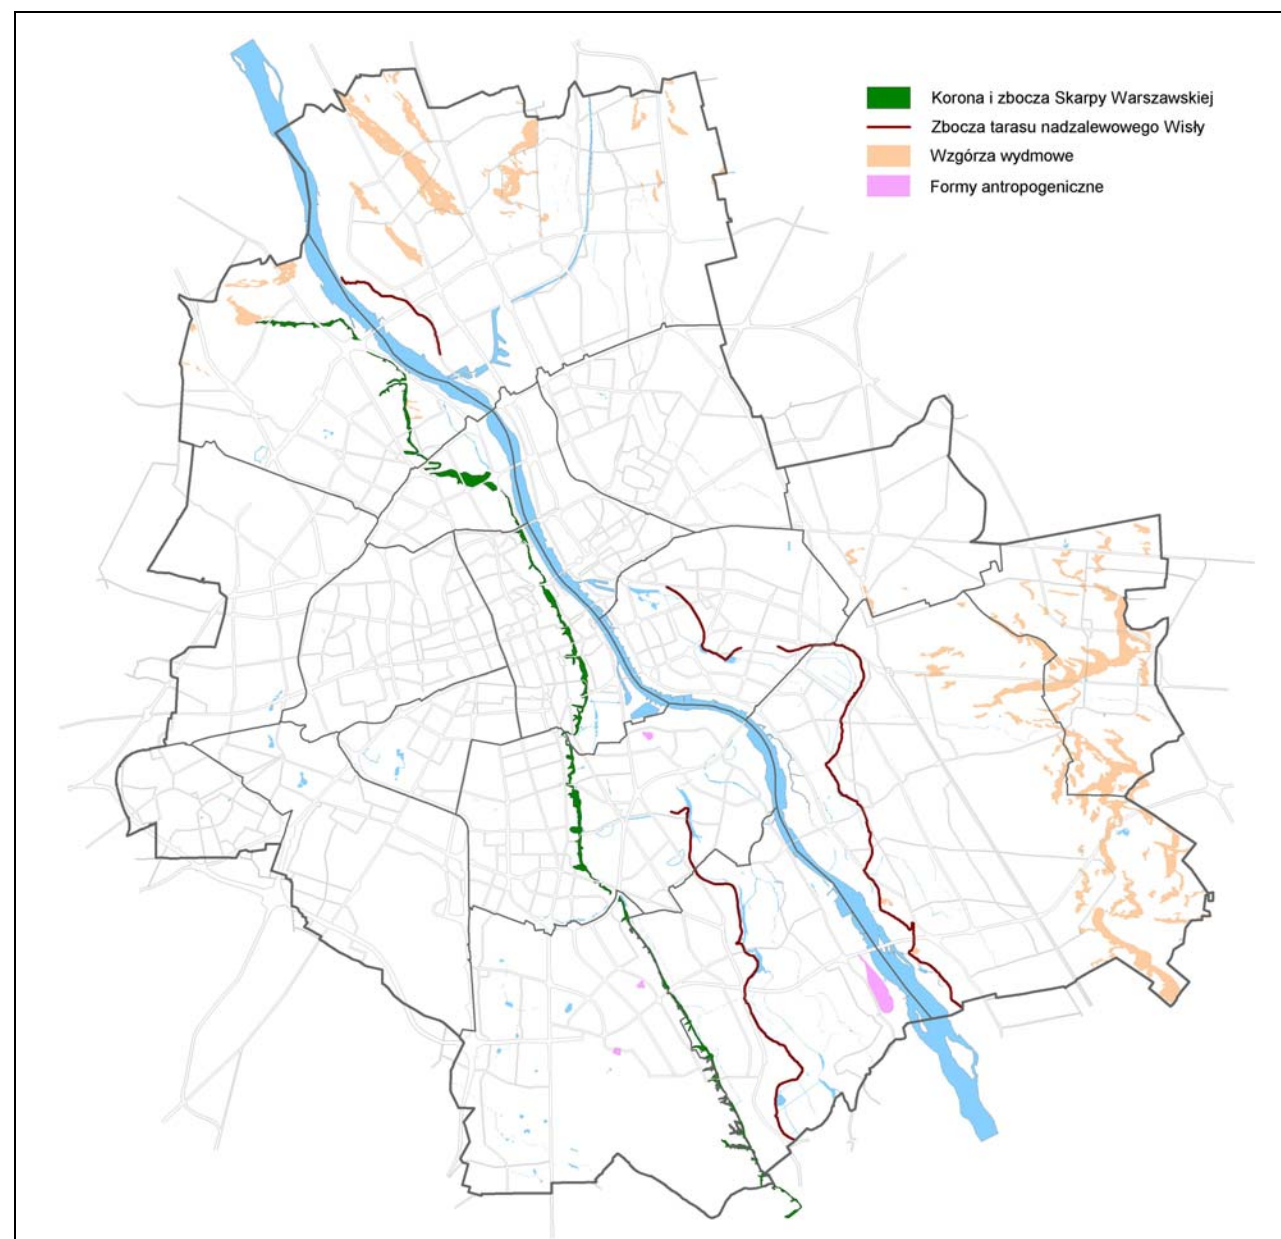 Korona i zbocza Skarpy Warszawskiej
Zbocza tarasu nadzalewowego Wisły
Wzgórza wydmowe
Formy antropogeniczne